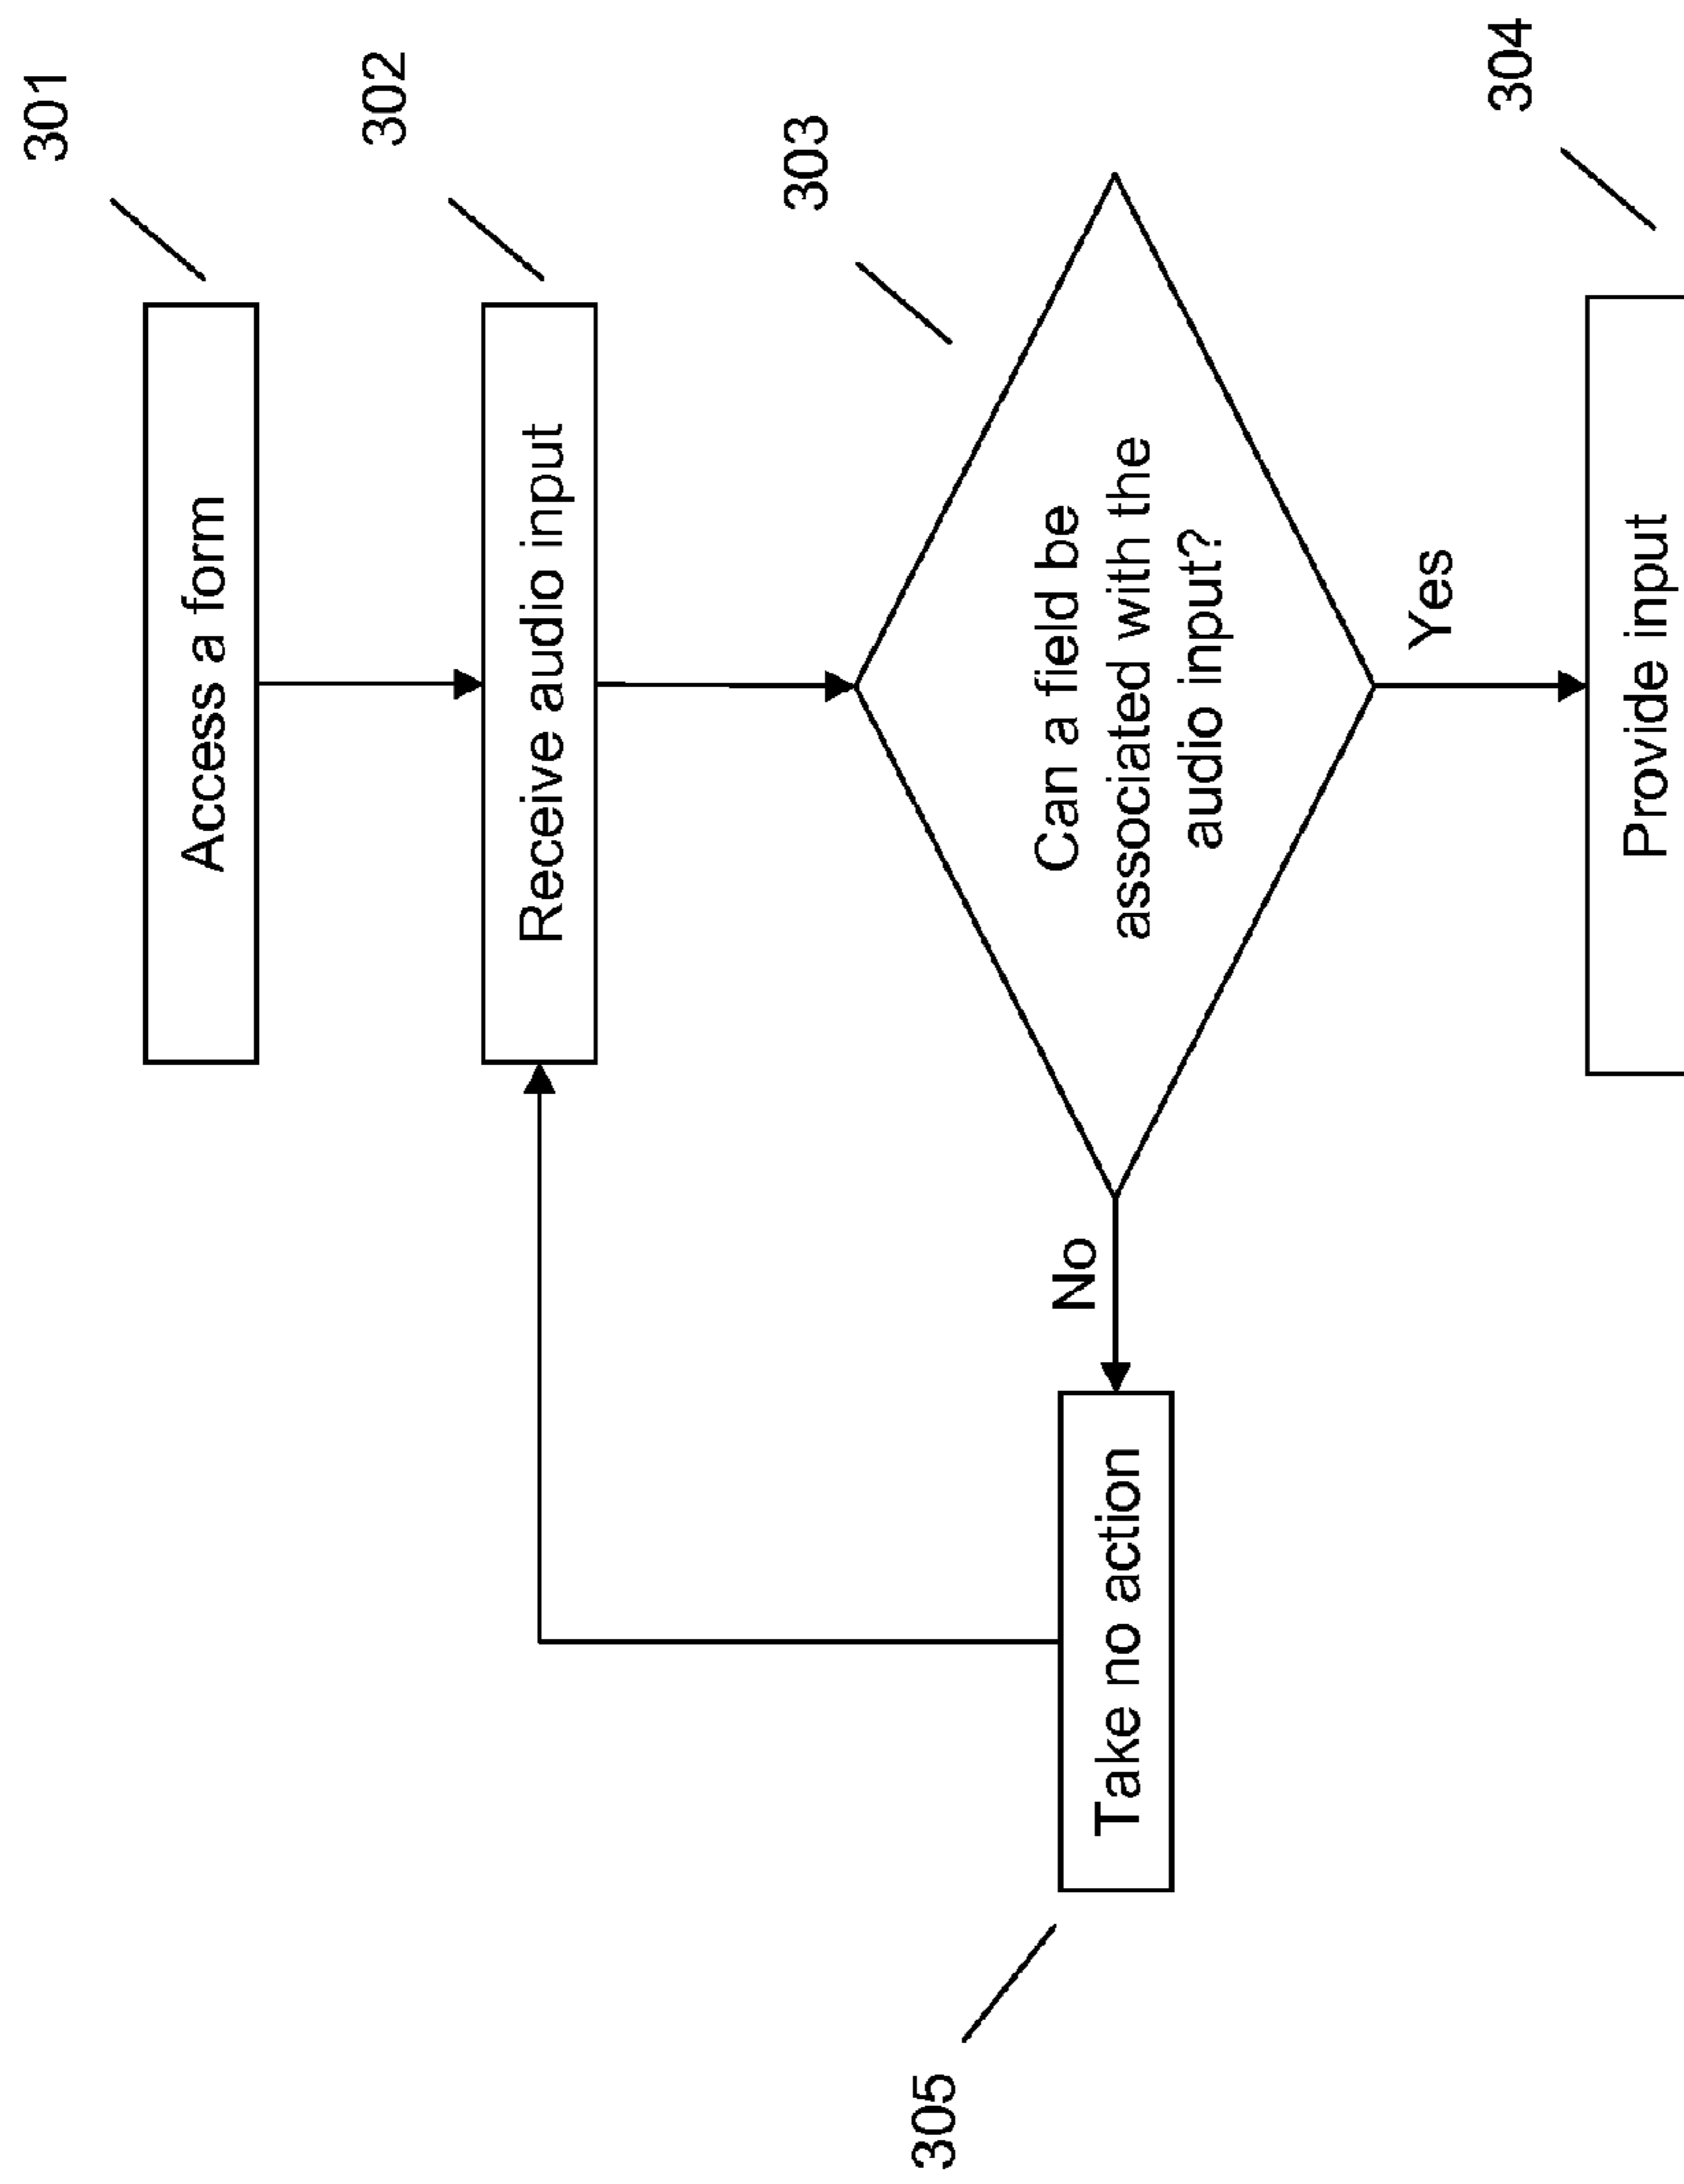 301
Access a form
302
Receive audio input
303
Can a field be
associated with the
audio input?
No
Yes
305
Take no action
304
Provide input